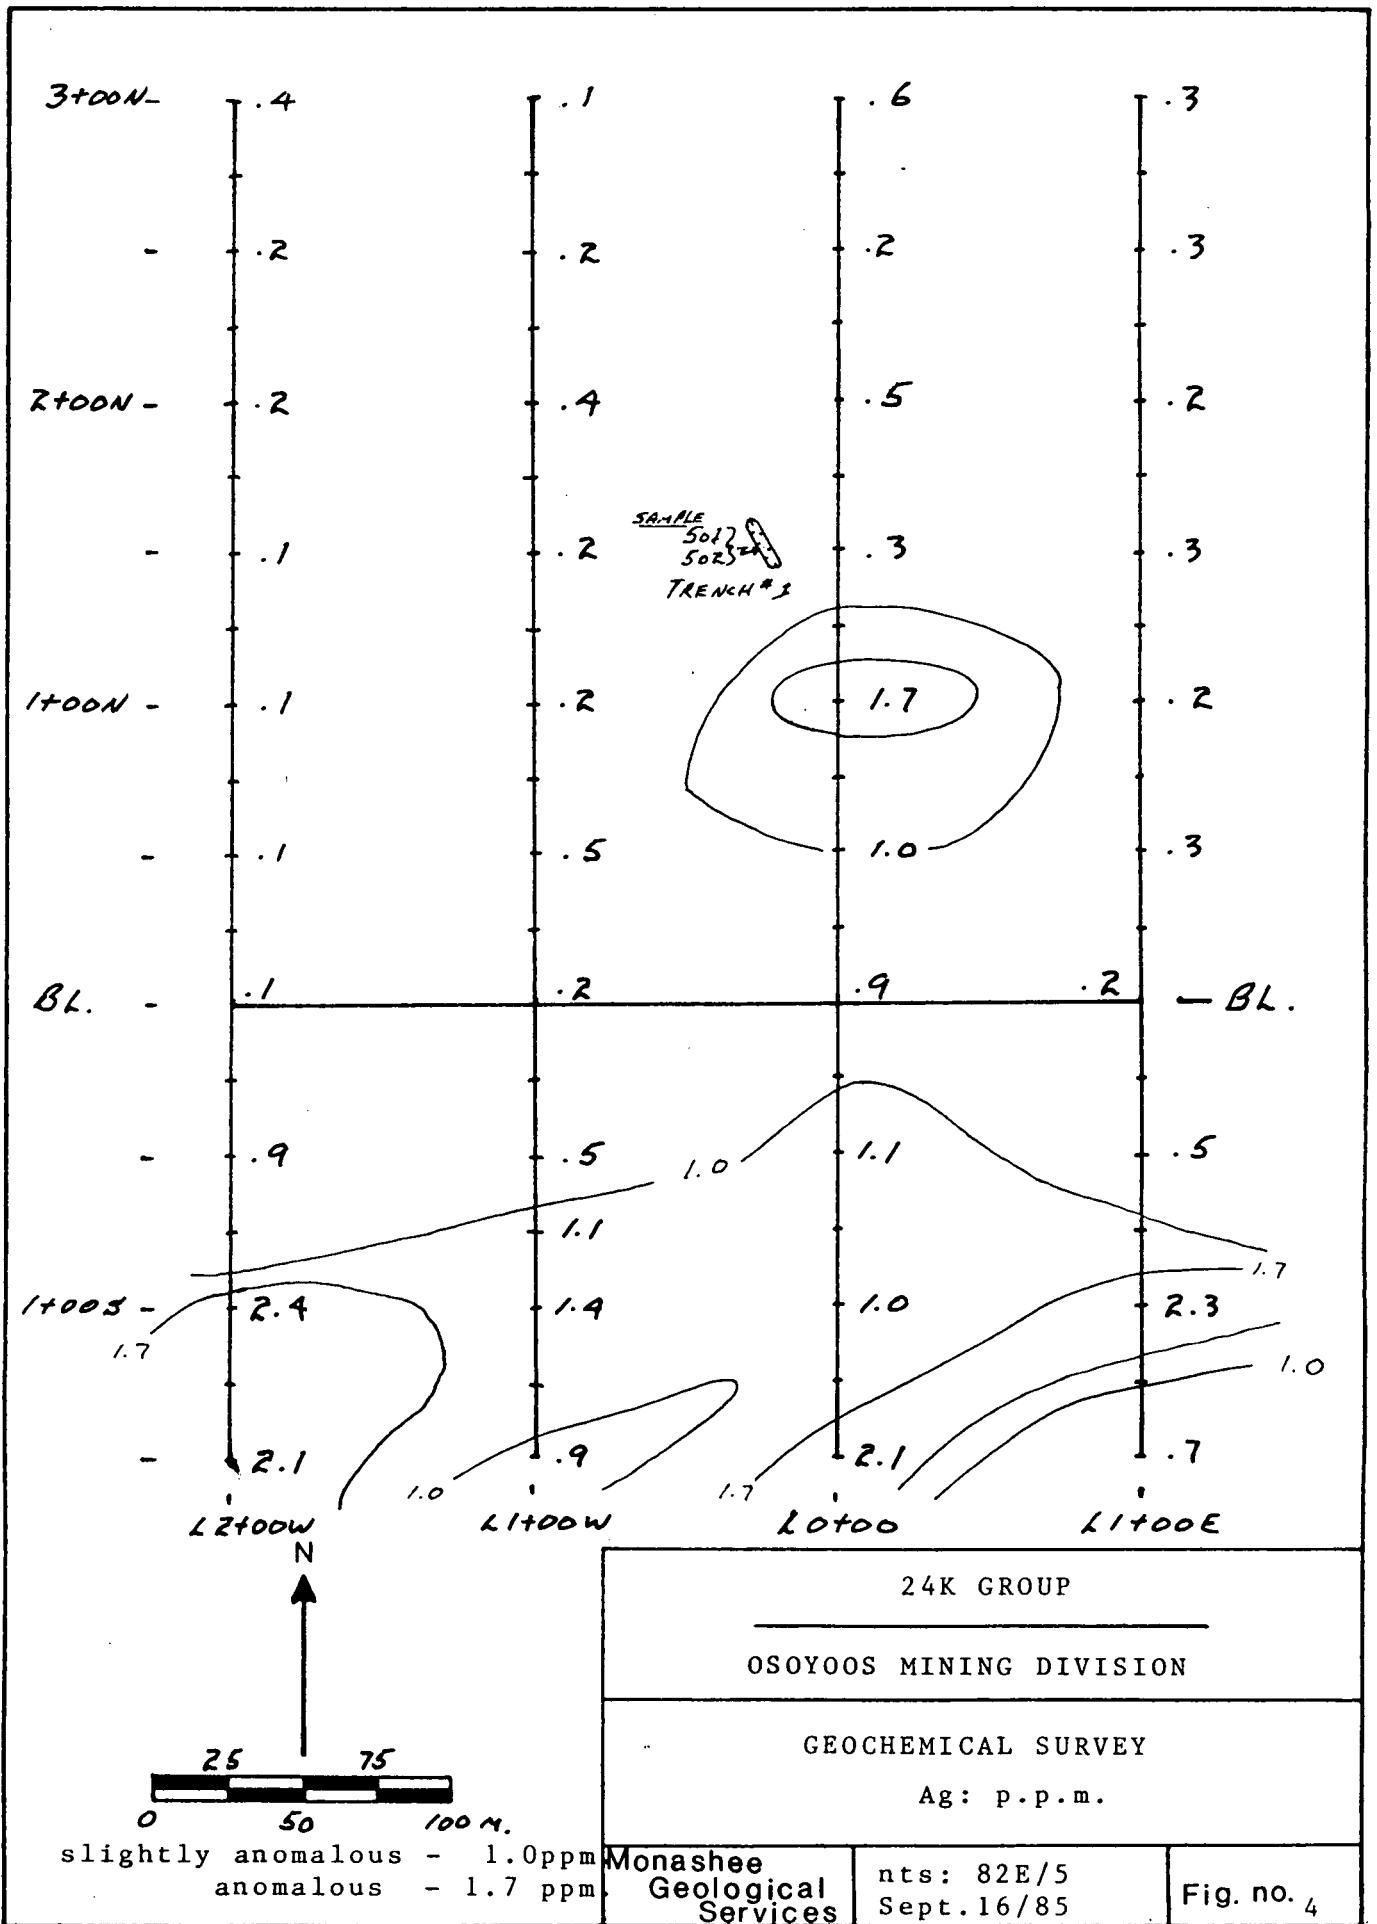 3+00N- .4 .1 .6 .3
- .2 .2 .2 .3
2+00N - .2 .4 .5 .2
SAMPLE
501
502
TRENCH #1
- .1 .2 .3 .3
1+00N - .1 .2 1.7 .2
- .1 .5 1.0 .3
BL. - .1 .2 .9 .2 — BL.
- .9 .5 1.1 .5
1.0
1.1
1.7
1+00S - 2.4 1.4 1.0 2.3
1.7
1.0
- 2.1 .9 2.1 .7
1.0 1.7
L2+00W L1+00W L0+00 L1+00E
N
25 75
0 50 100 M.
slightly anomalous - 1.0ppm
anomalous - 1.7 ppm
24K GROUP
OSOYOOS MINING DIVISION
GEOCHEMICAL SURVEY
Ag: p.p.m.
Monashee
Geological
Services
nts: 82E/5
Sept.16/85
Fig. no. 4